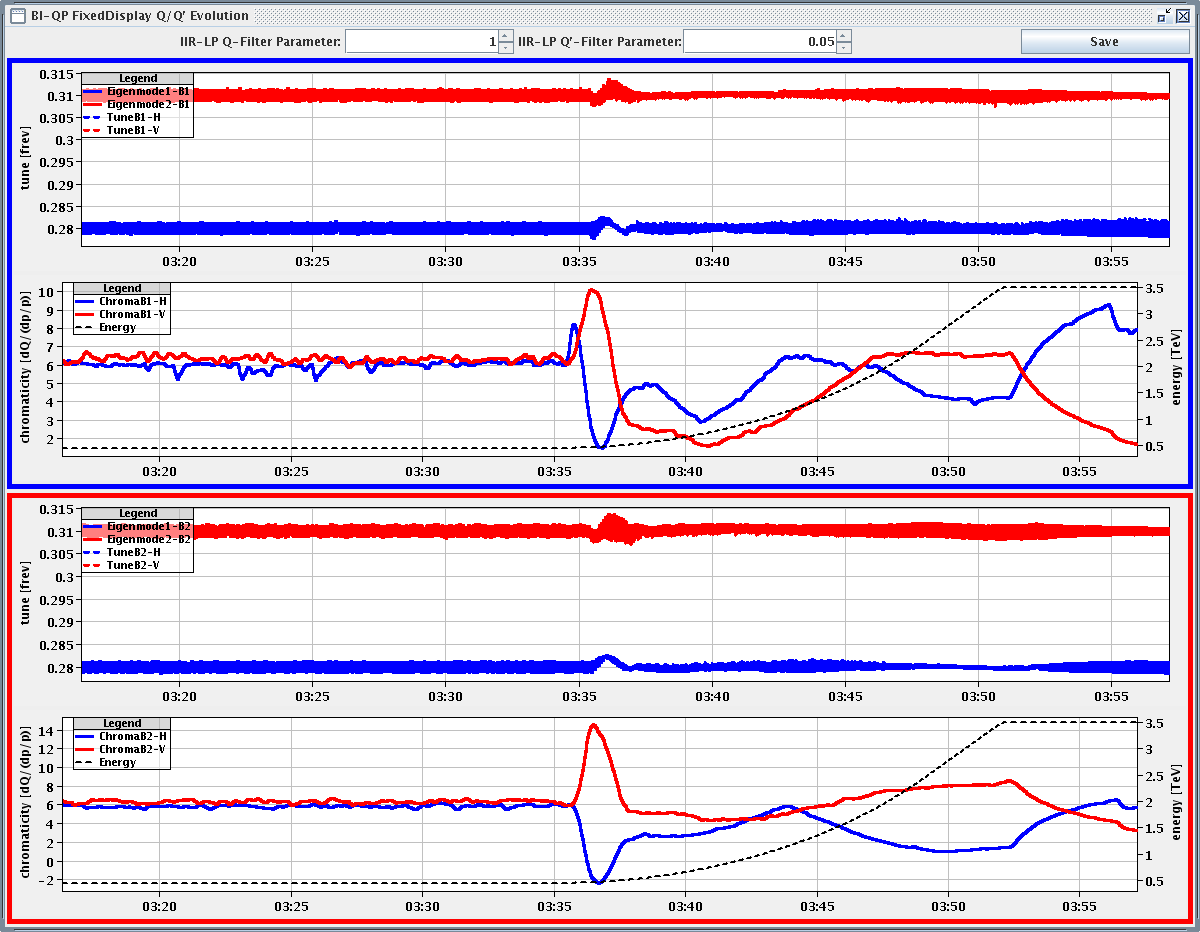 BI-QP FixedDisplay Q/Q' Evolution
IIR-LP Q-Filter Parameter: 1 IIR-LP Q'-Filter Parameter: 0.05 Save
tune [frev]
0.315
0.31
0.305
0.3
0.295
0.29
0.285
0.28
Legend
Eigenmode1-B1
Eigenmode2-B1
TuneB1-H
TuneB1-V
03:20 03:25 03:30 03:35 03:40 03:45 03:50 03:55
chromaticity [dQ/(dp/p)]
10
9
8
7
6
5
4
3
2
Legend
ChromaB1-H
ChromaB1-V
Energy
3.5
3
2.5
2
1.5
1
0.5
energy [TeV]
03:20 03:25 03:30 03:35 03:40 03:45 03:50 03:55
tune [frev]
0.315
0.31
0.305
0.3
0.295
0.29
0.285
0.28
Legend
Eigenmode1-B2
Eigenmode2-B2
TuneB2-H
TuneB2-V
03:20 03:25 03:30 03:35 03:40 03:45 03:50 03:55
chromaticity [dQ/(dp/p)]
14
12
10
8
6
4
2
0
-2
Legend
ChromaB2-H
ChromaB2-V
Energy
3.5
3
2.5
2
1.5
1
0.5
energy [TeV]
03:20 03:25 03:30 03:35 03:40 03:45 03:50 03:55